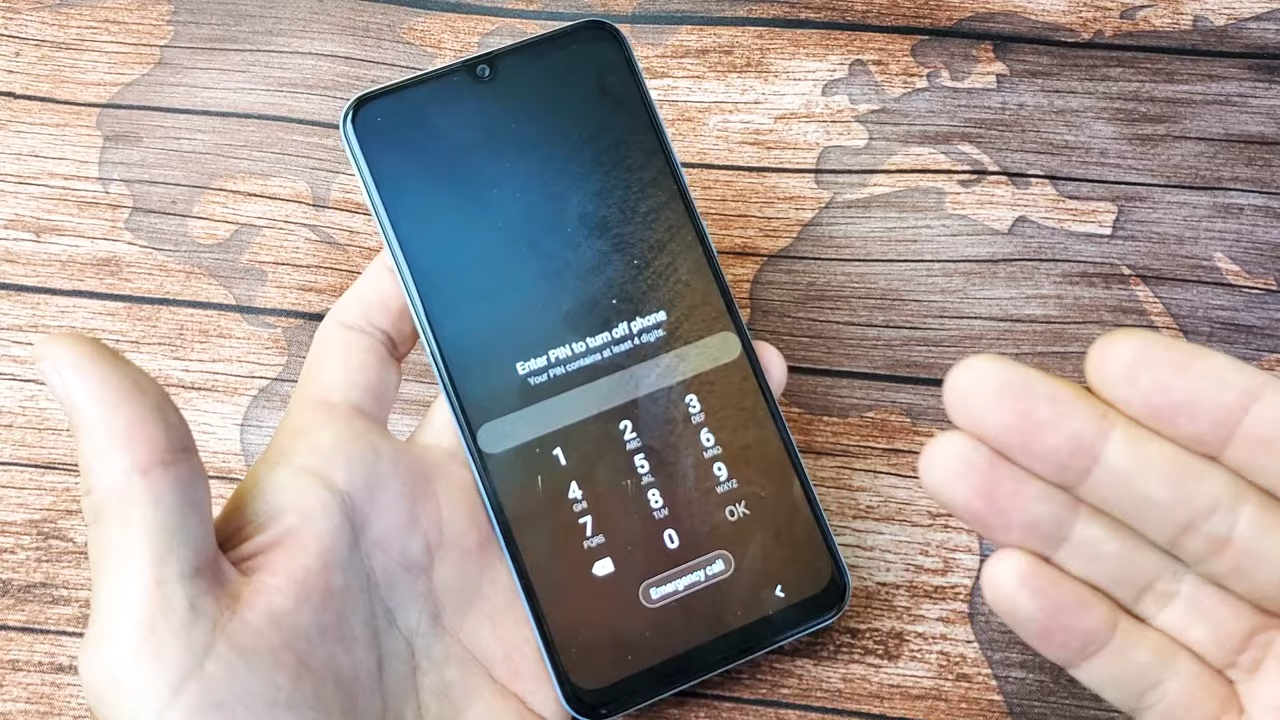 Enter PIN to turn off phone
Your PIN contains at least 4 digits.
1 2 ABC 3 DEF
4 GHI 5 JKL 6 MNO
7 PQRS 8 TUV 9 WXYZ
0 OK
Emergency call